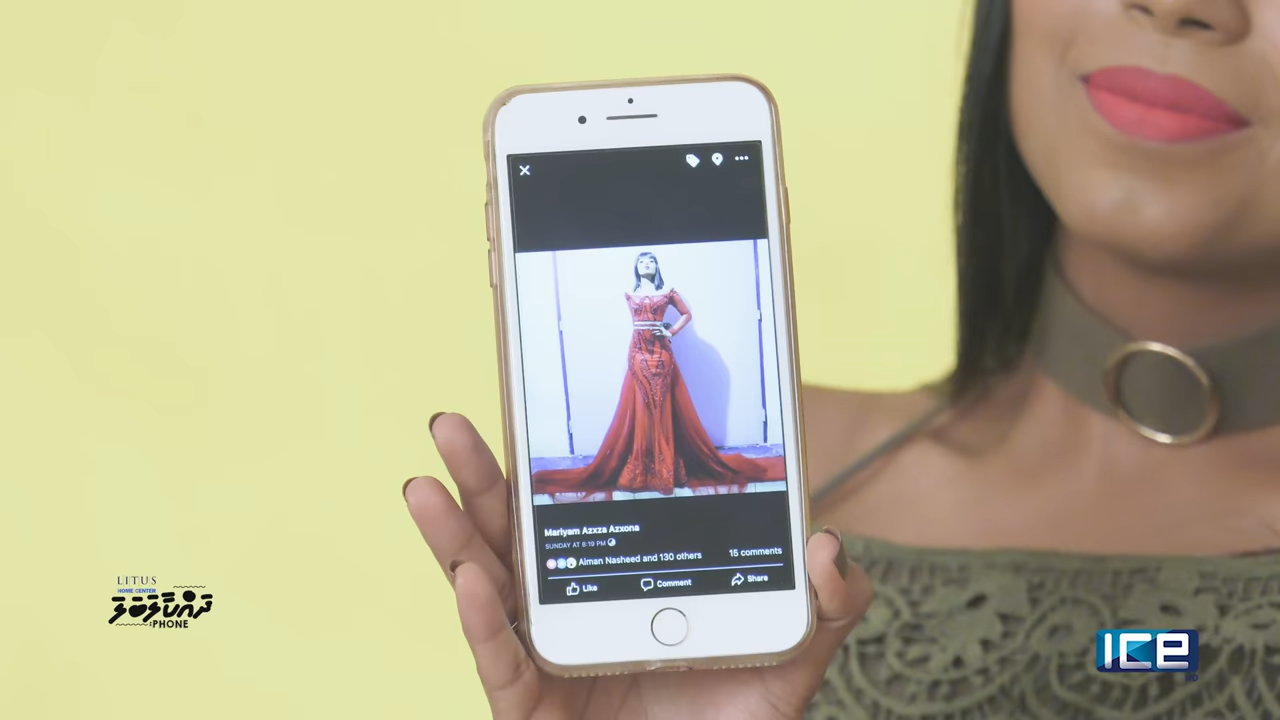 Mariyam Azxza Azxona
SUNDAY AT 8:19 PM
Aiman Nasheed and 130 others
15 comments
Like
Comment
Share
LITUS
HOME CENTER
:PHONE
ICE
HD